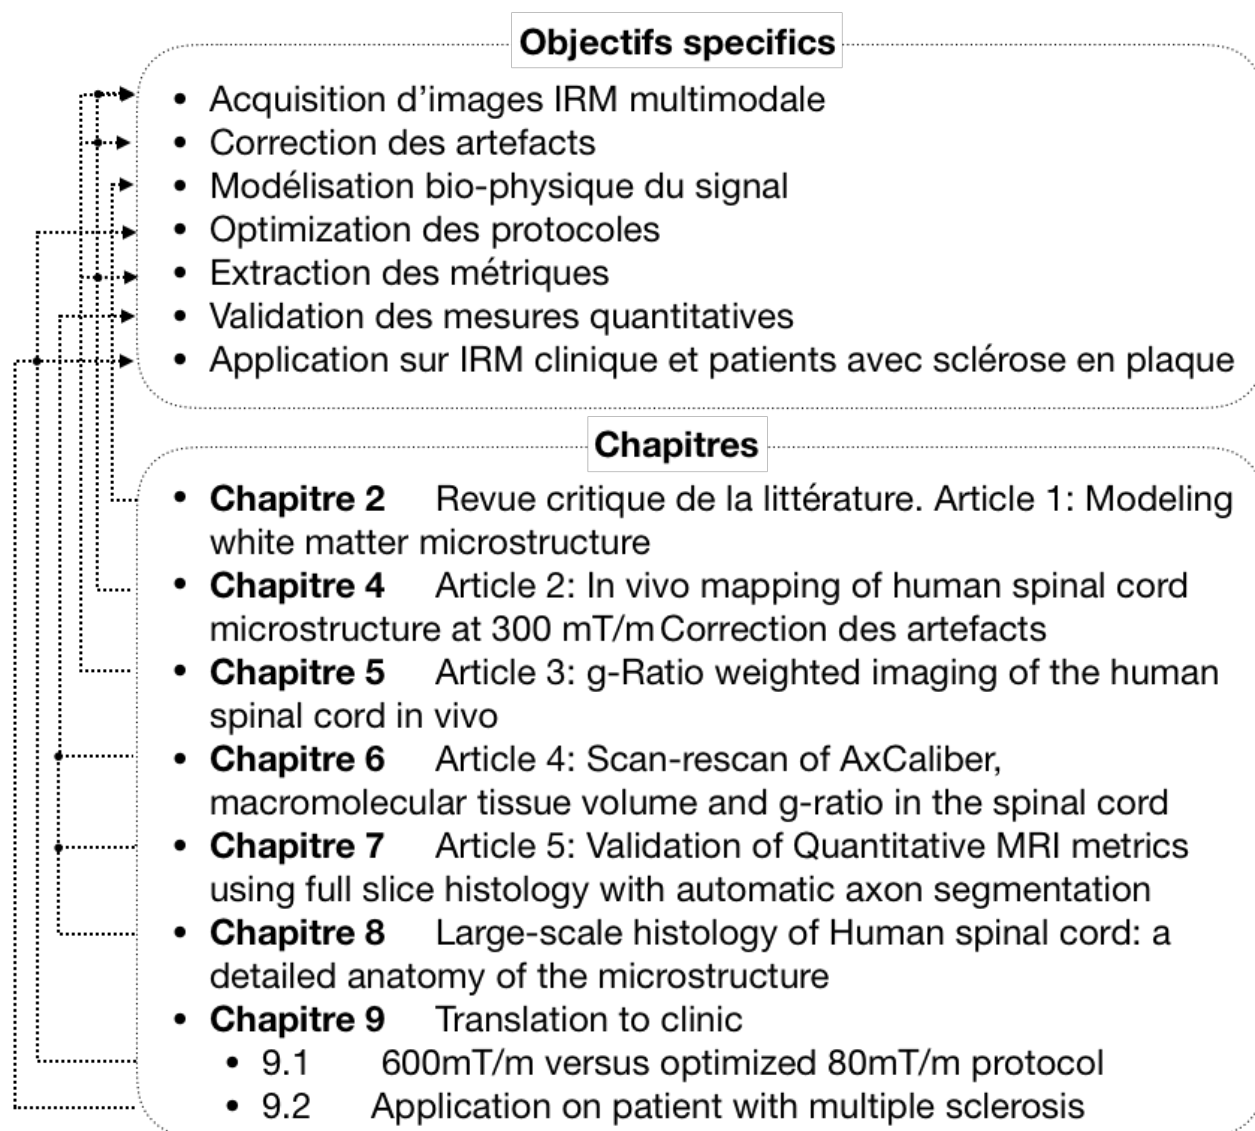 Objectifs specifics
• Acquisition d’images IRM multimodale
• Correction des artefacts
• Modélisation bio-physique du signal
• Optimization des protocoles
• Extraction des métriques
• Validation des mesures quantitatives
• Application sur IRM clinique et patients avec sclérose en plaque
Chapitres
• Chapitre 2 Revue critique de la littérature. Article 1: Modeling
white matter microstructure
• Chapitre 4 Article 2: In vivo mapping of human spinal cord
microstructure at 300 mT/m Correction des artefacts
• Chapitre 5 Article 3: g-Ratio weighted imaging of the human
spinal cord in vivo
• Chapitre 6 Article 4: Scan-rescan of AxCaliber,
macromolecular tissue volume and g-ratio in the spinal cord
• Chapitre 7 Article 5: Validation of Quantitative MRI metrics
using full slice histology with automatic axon segmentation
• Chapitre 8 Large-scale histology of Human spinal cord: a
detailed anatomy of the microstructure
• Chapitre 9 Translation to clinic
• 9.1 600mT/m versus optimized 80mT/m protocol
• 9.2 Application on patient with multiple sclerosis